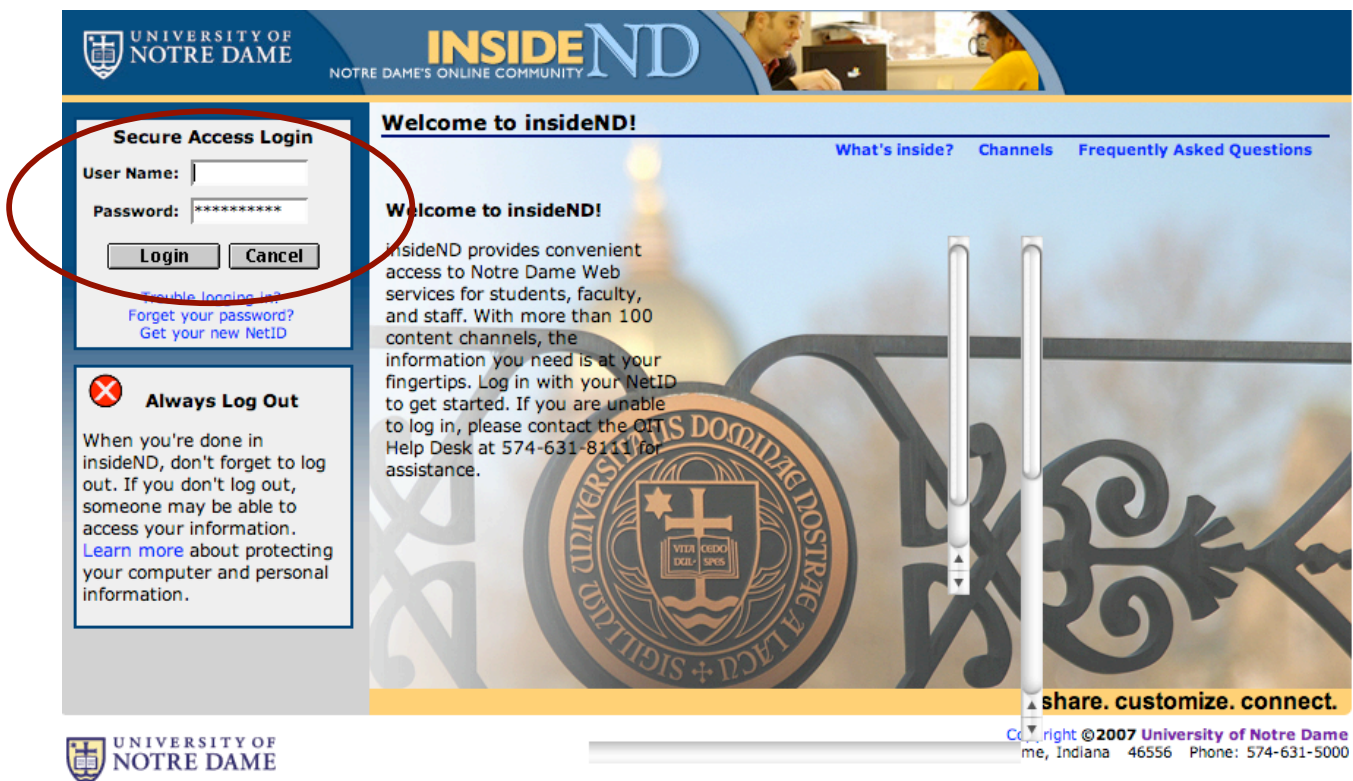 UNIVERSITY OF
NOTRE DAME
INSIDE ND
NOTRE DAME'S ONLINE COMMUNITY
Secure Access Login
User Name:
Password: **********
Login Cancel
Trouble logging in?
Forget your password?
Get your new NetID
Always Log Out
When you're done in
insideND, don't forget to log
out. If you don't log out,
someone may be able to
access your information.
Learn more about protecting
your computer and personal
information.
Welcome to insideND!
What's inside? Channels Frequently Asked Questions
Welcome to insideND!
insideND provides convenient
access to Notre Dame Web
services for students, faculty,
and staff. With more than 100
content channels, the
information you need is at your
fingertips. Log in with your NetID
to get started. If you are unable
to log in, please contact the OIT
Help Desk at 574-631-8111 for
assistance.
SIGILLUM UNIVERSITATIS DOMINAE NOSTRAE A LACU
VITA CEDO
DUL- SPES
share. customize. connect.
UNIVERSITY OF
NOTRE DAME
Copyright ©2007 University of Notre Dame
me, Indiana 46556 Phone: 574-631-5000